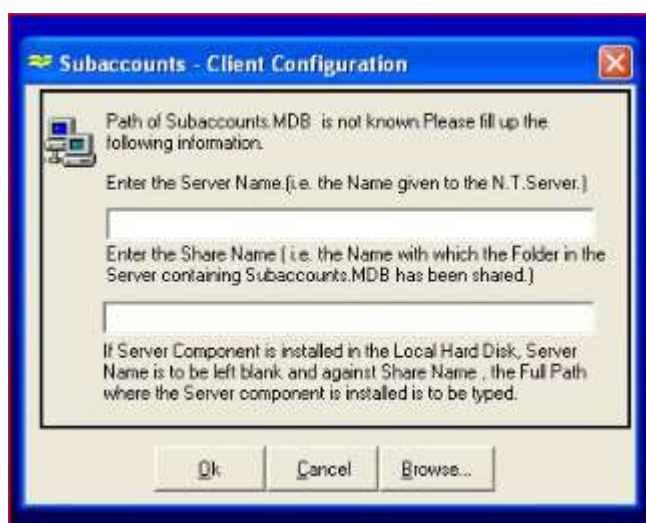 Subaccounts - Client Configuration
Path of Subaccounts.MDB is not known.Please fill up the
following information.
Enter the Server Name.(i.e. the Name given to the N.T.Server.)
Enter the Share Name ( i.e. the Name with which the Folder in the
Server containing Subaccounts.MDB has been shared.)
If Server Component is installed in the Local Hard Disk, Server
Name is to be left blank and against Share Name , the Full Path
where the Server component is installed is to be typed.
Ok
Cancel
Browse...